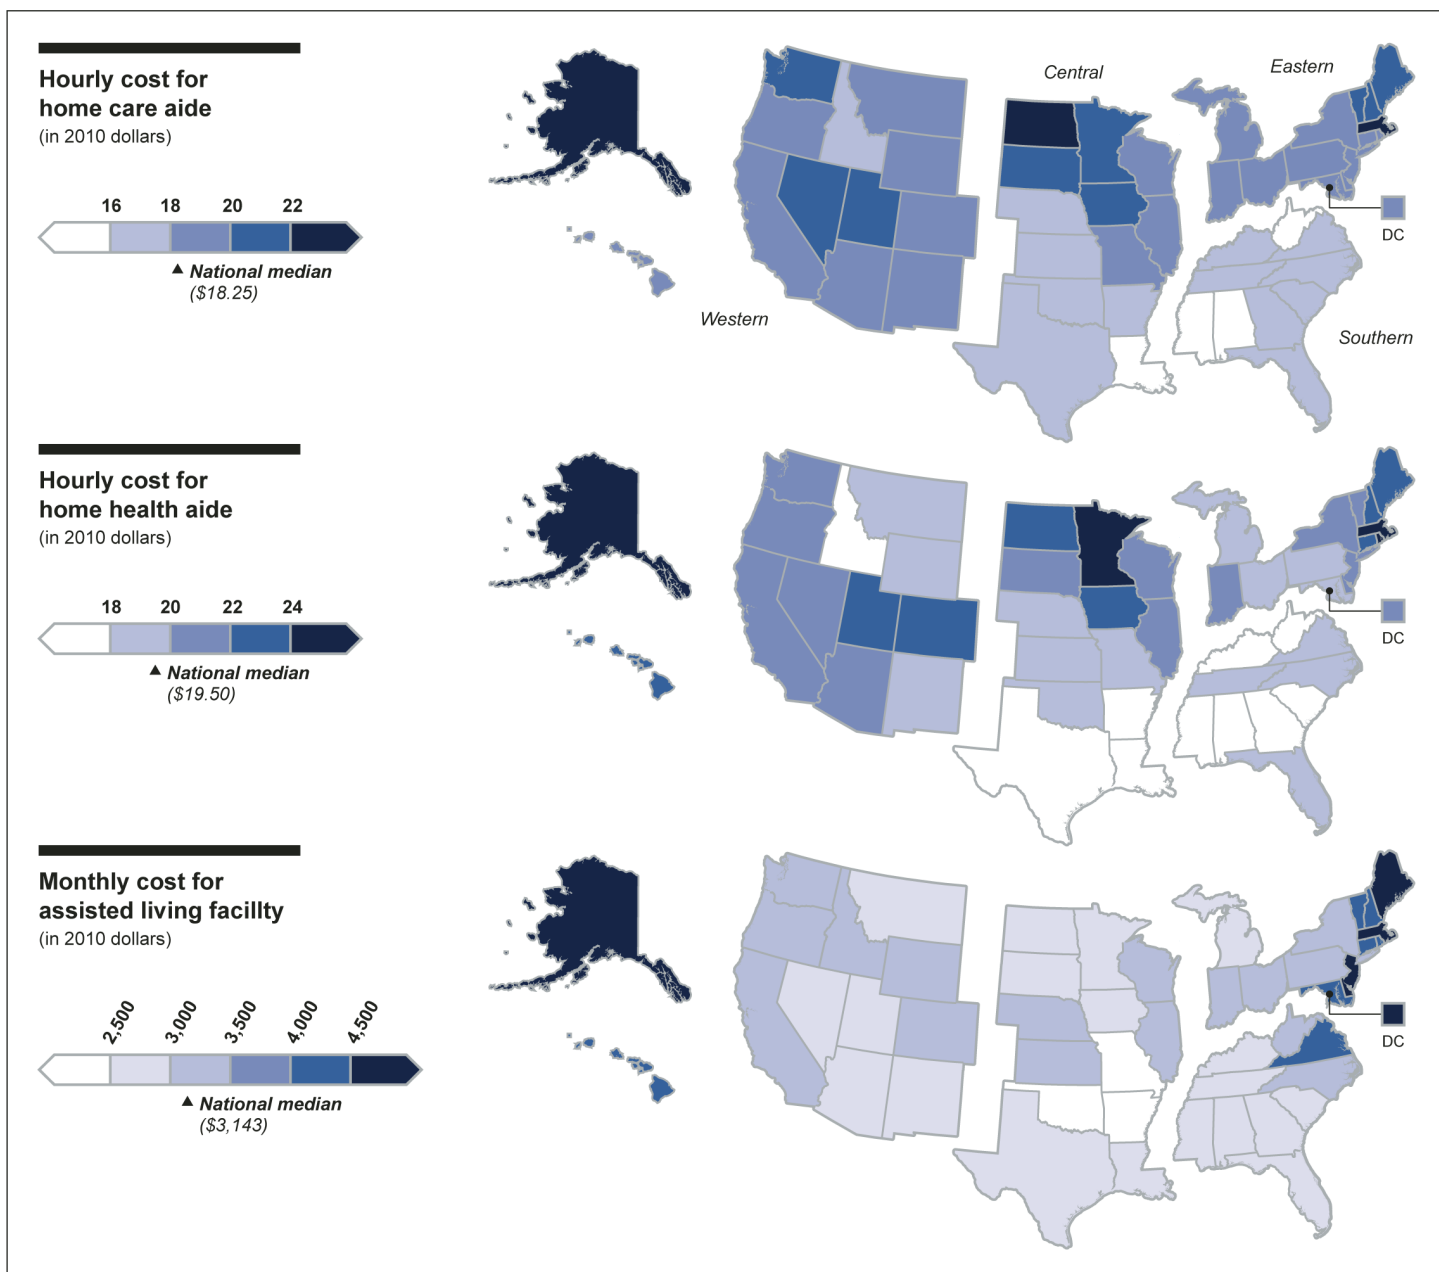 Hourly cost for
home care aide
(in 2010 dollars)
16 18 20 22
▲ National median
($18.25)
Western
Central
Eastern
DC
Southern
Hourly cost for
home health aide
(in 2010 dollars)
18 20 22 24
▲ National median
($19.50)
DC
Monthly cost for
assisted living facillty
(in 2010 dollars)
2,500 3,000 3,500 4,000 4,500
▲ National median
($3,143)
DC